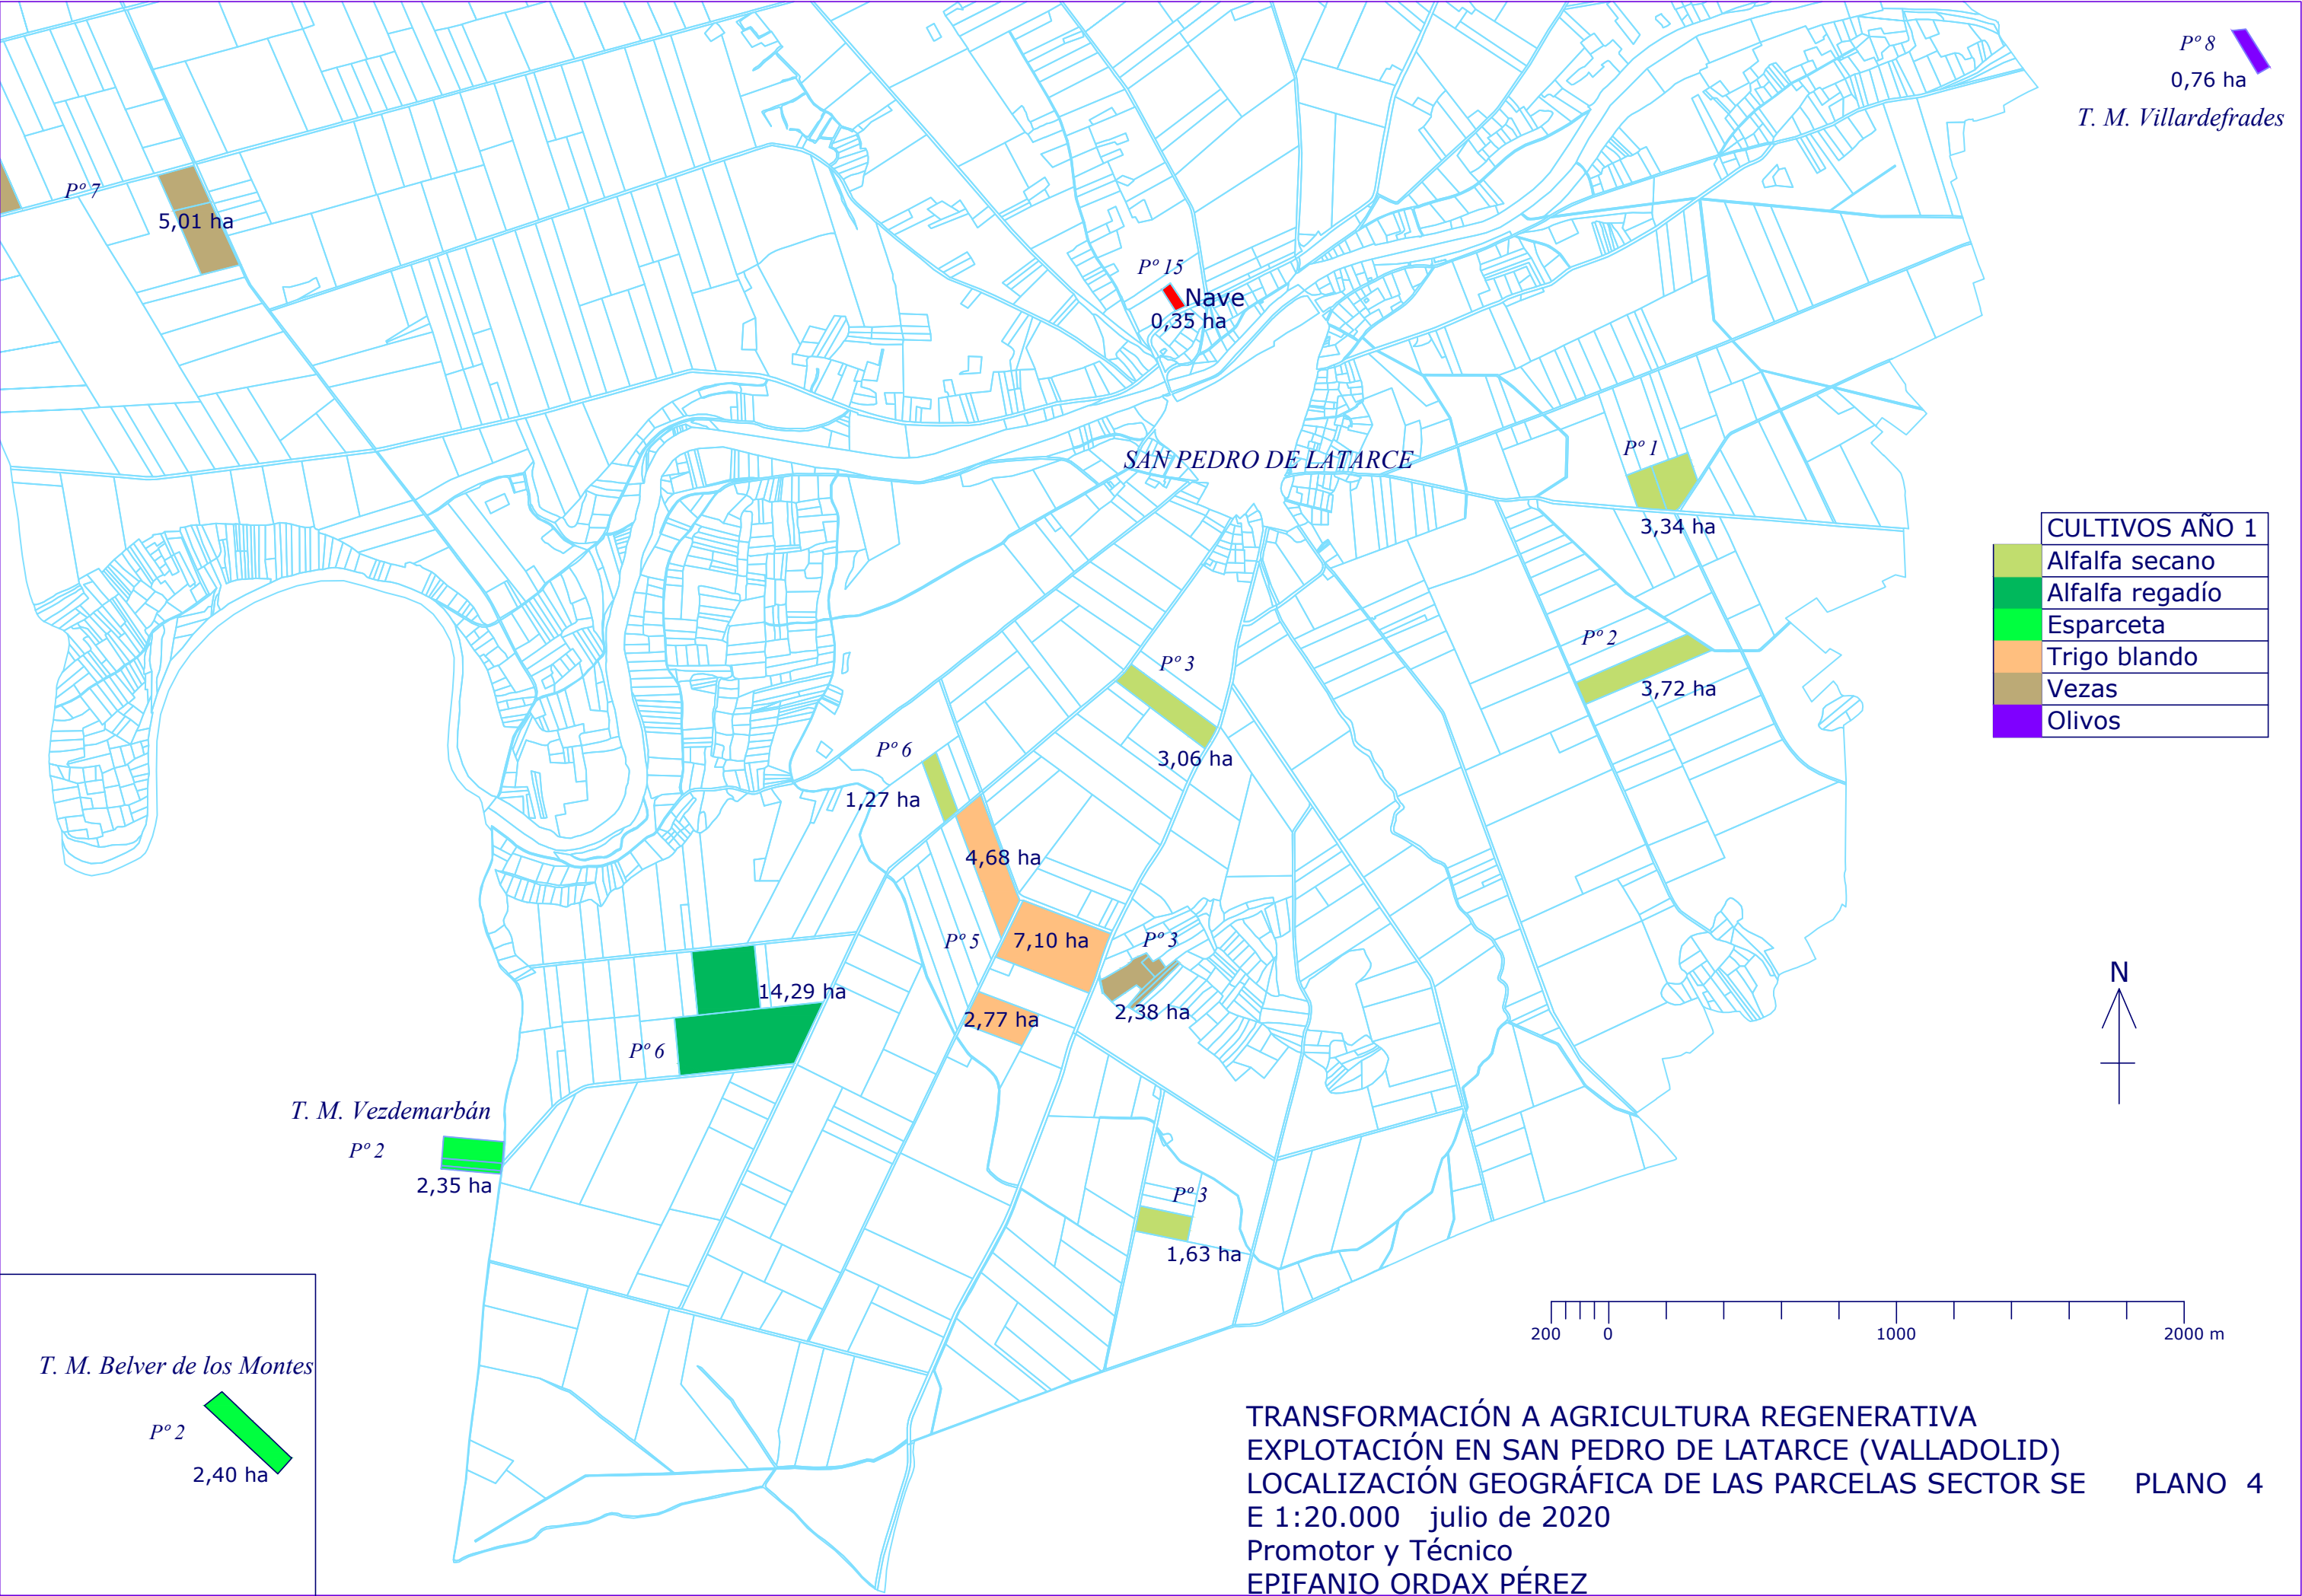 Pº 8
0,76 ha
T. M. Villardefrades
Pº 7
5,01 ha
Pº 15
Nave
0,35 ha
SAN PEDRO DE LATARCE
Pº 1
3,34 ha
CULTIVOS AÑO 1
Alfalfa secano
Alfalfa regadío
Esparceta
Trigo blando
Vezas
Olivos
Pº 2
3,72 ha
Pº 3
3,06 ha
Pº 6
1,27 ha
4,68 ha
Pº 5
7,10 ha
Pº 3
2,38 ha
14,29 ha
2,77 ha
Pº 6
N
T. M. Vezdemarbán
Pº 2
2,35 ha
Pº 3
1,63 ha
200 0 1000 2000 m
T. M. Belver de los Montes
Pº 2
2,40 ha
TRANSFORMACIÓN A AGRICULTURA REGENERATIVA
EXPLOTACIÓN EN SAN PEDRO DE LATARCE (VALLADOLID)
LOCALIZACIÓN GEOGRÁFICA DE LAS PARCELAS SECTOR SE PLANO 4
E 1:20.000 julio de 2020
Promotor y Técnico
EPIFANIO ORDAX PÉREZ